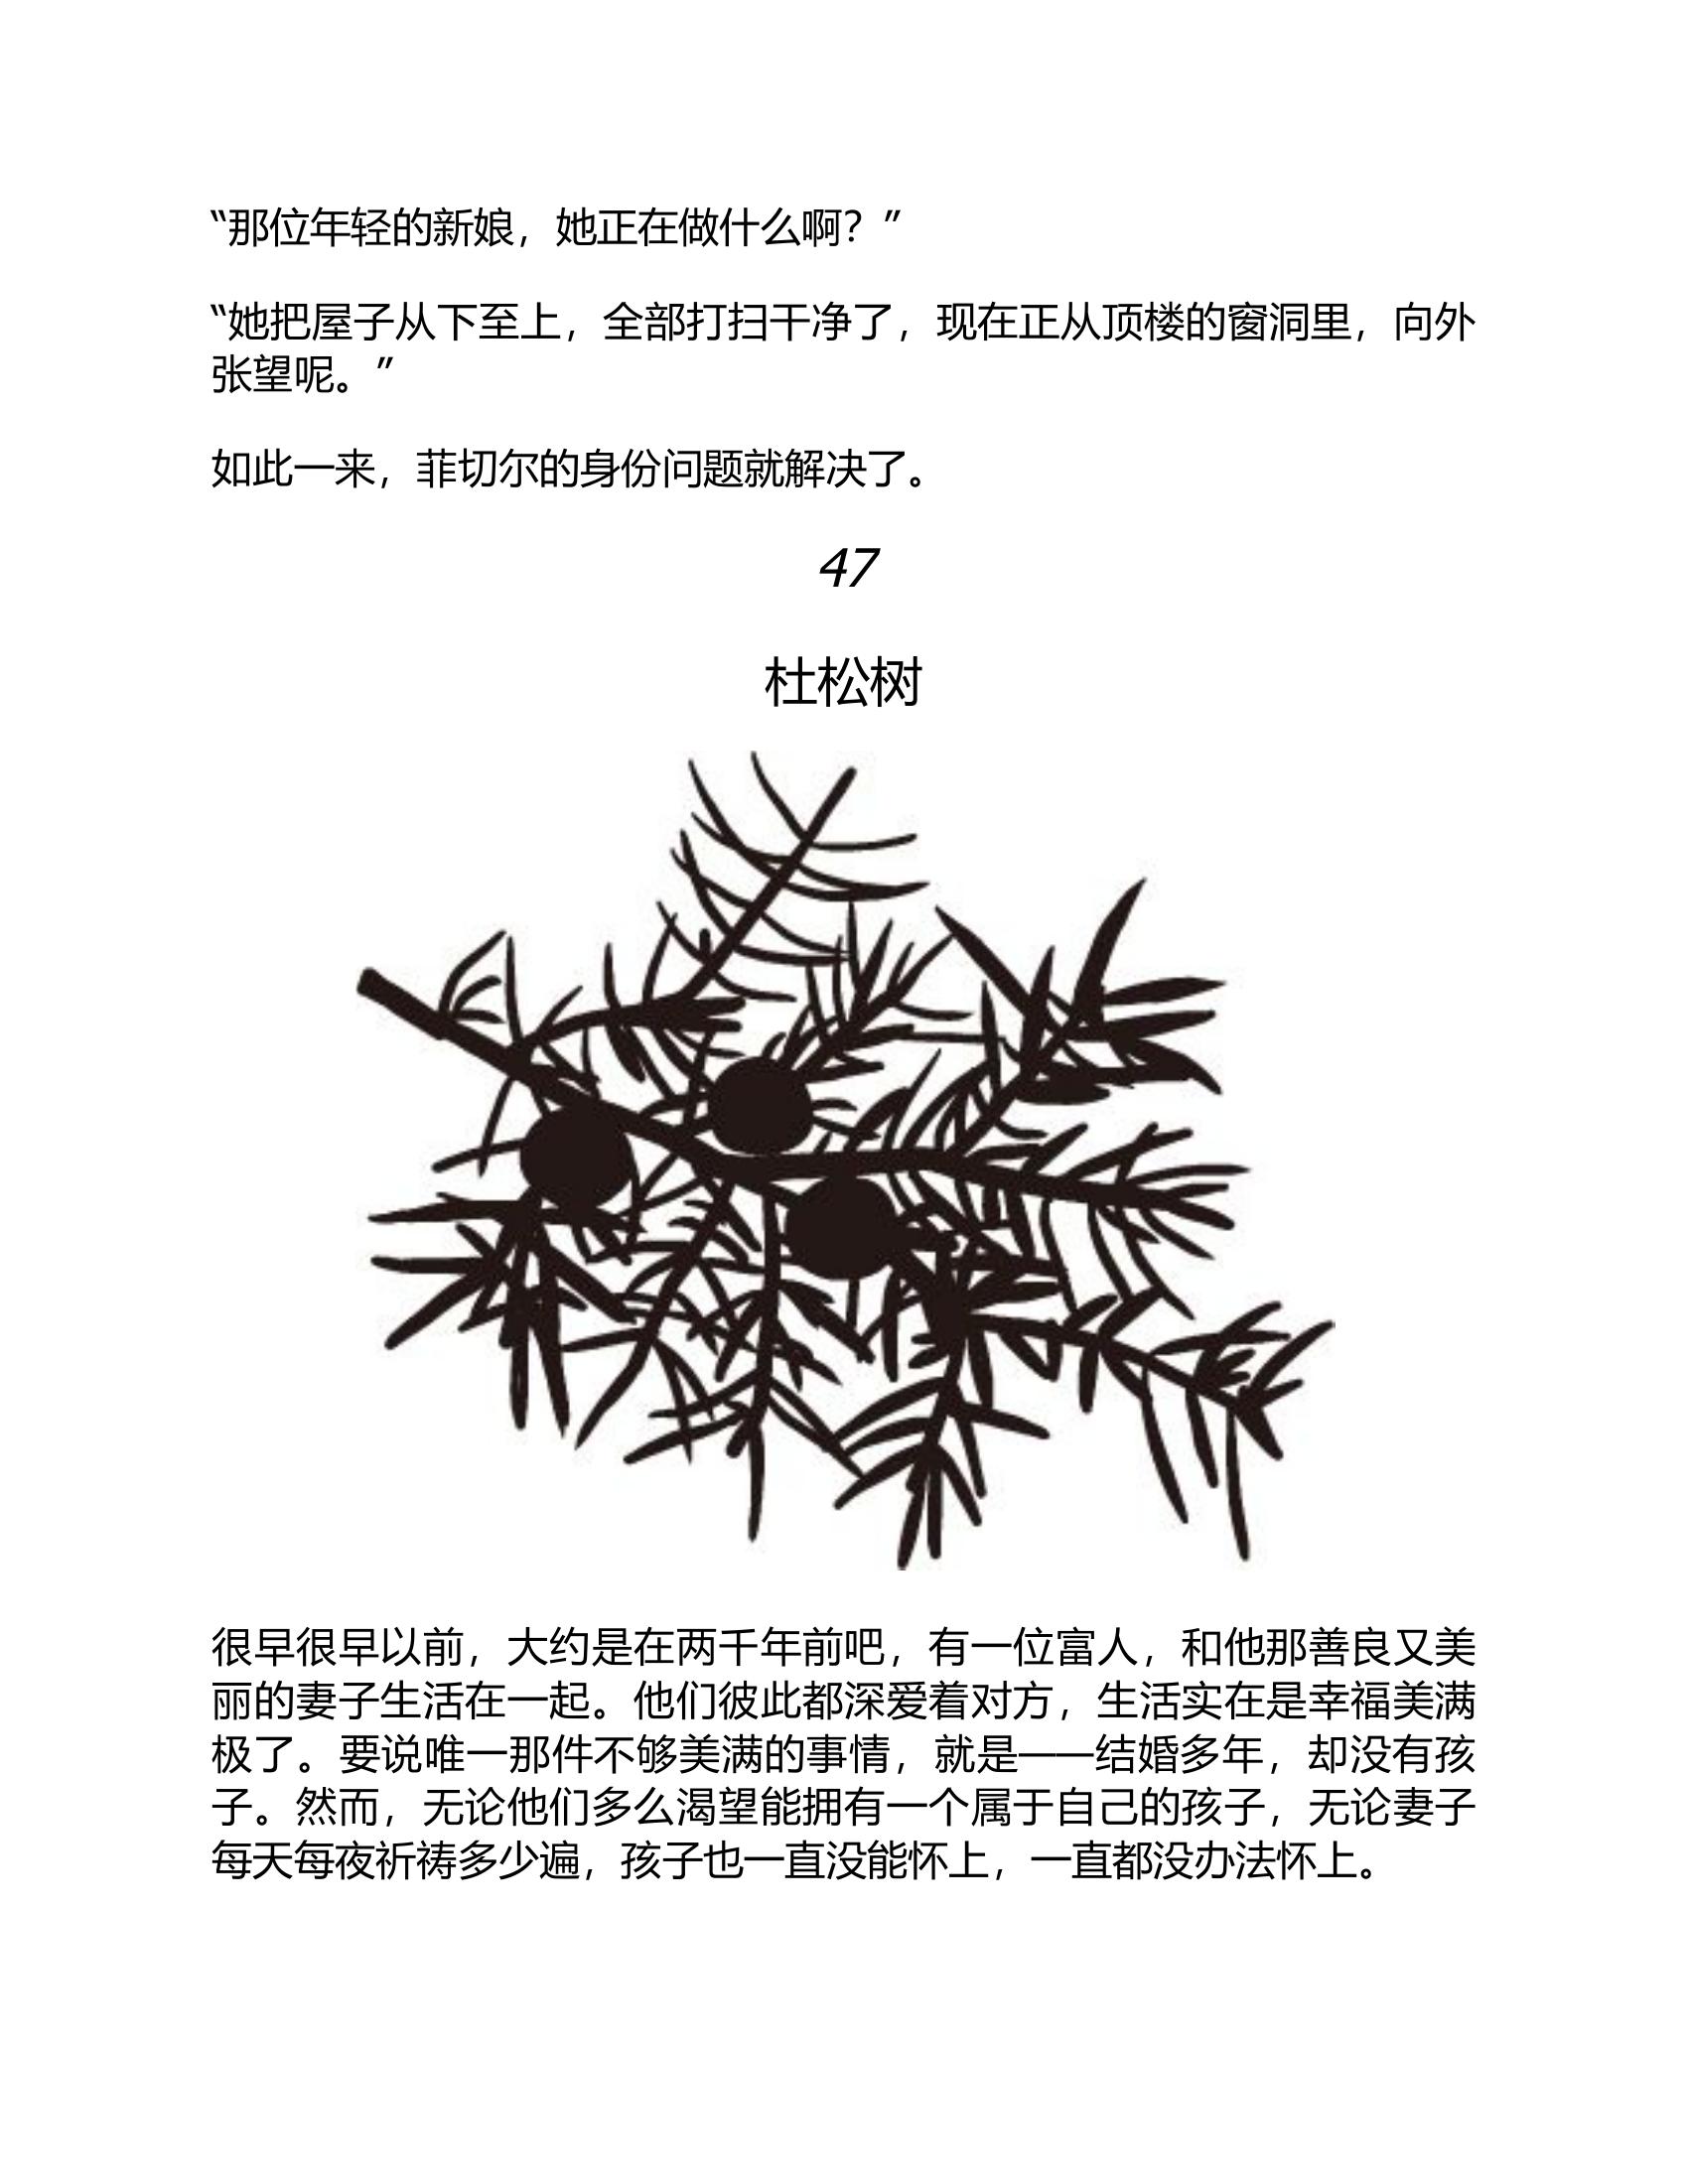 “那位年轻的新娘，她正在做什么啊？”
“她把屋子从下至上，全部打扫干净了，现在正从顶楼的窗洞里，向外
张望呢。”
如此一来，菲切尔的身份问题就解决了。
47
杜松树
很早很早以前，大约是在两千年前吧，有一位富人，和他那善良又美
丽的妻子生活在一起。他们彼此都深爱着对方，生活实在是幸福美满
极了。要说唯一那件不够美满的事情，就是——结婚多年，却没有孩
子。然而，无论他们多么渴望能拥有一个属于自己的孩子，无论妻子
每天每夜祈祷多少遍，孩子也一直没能怀上，一直都没办法怀上。